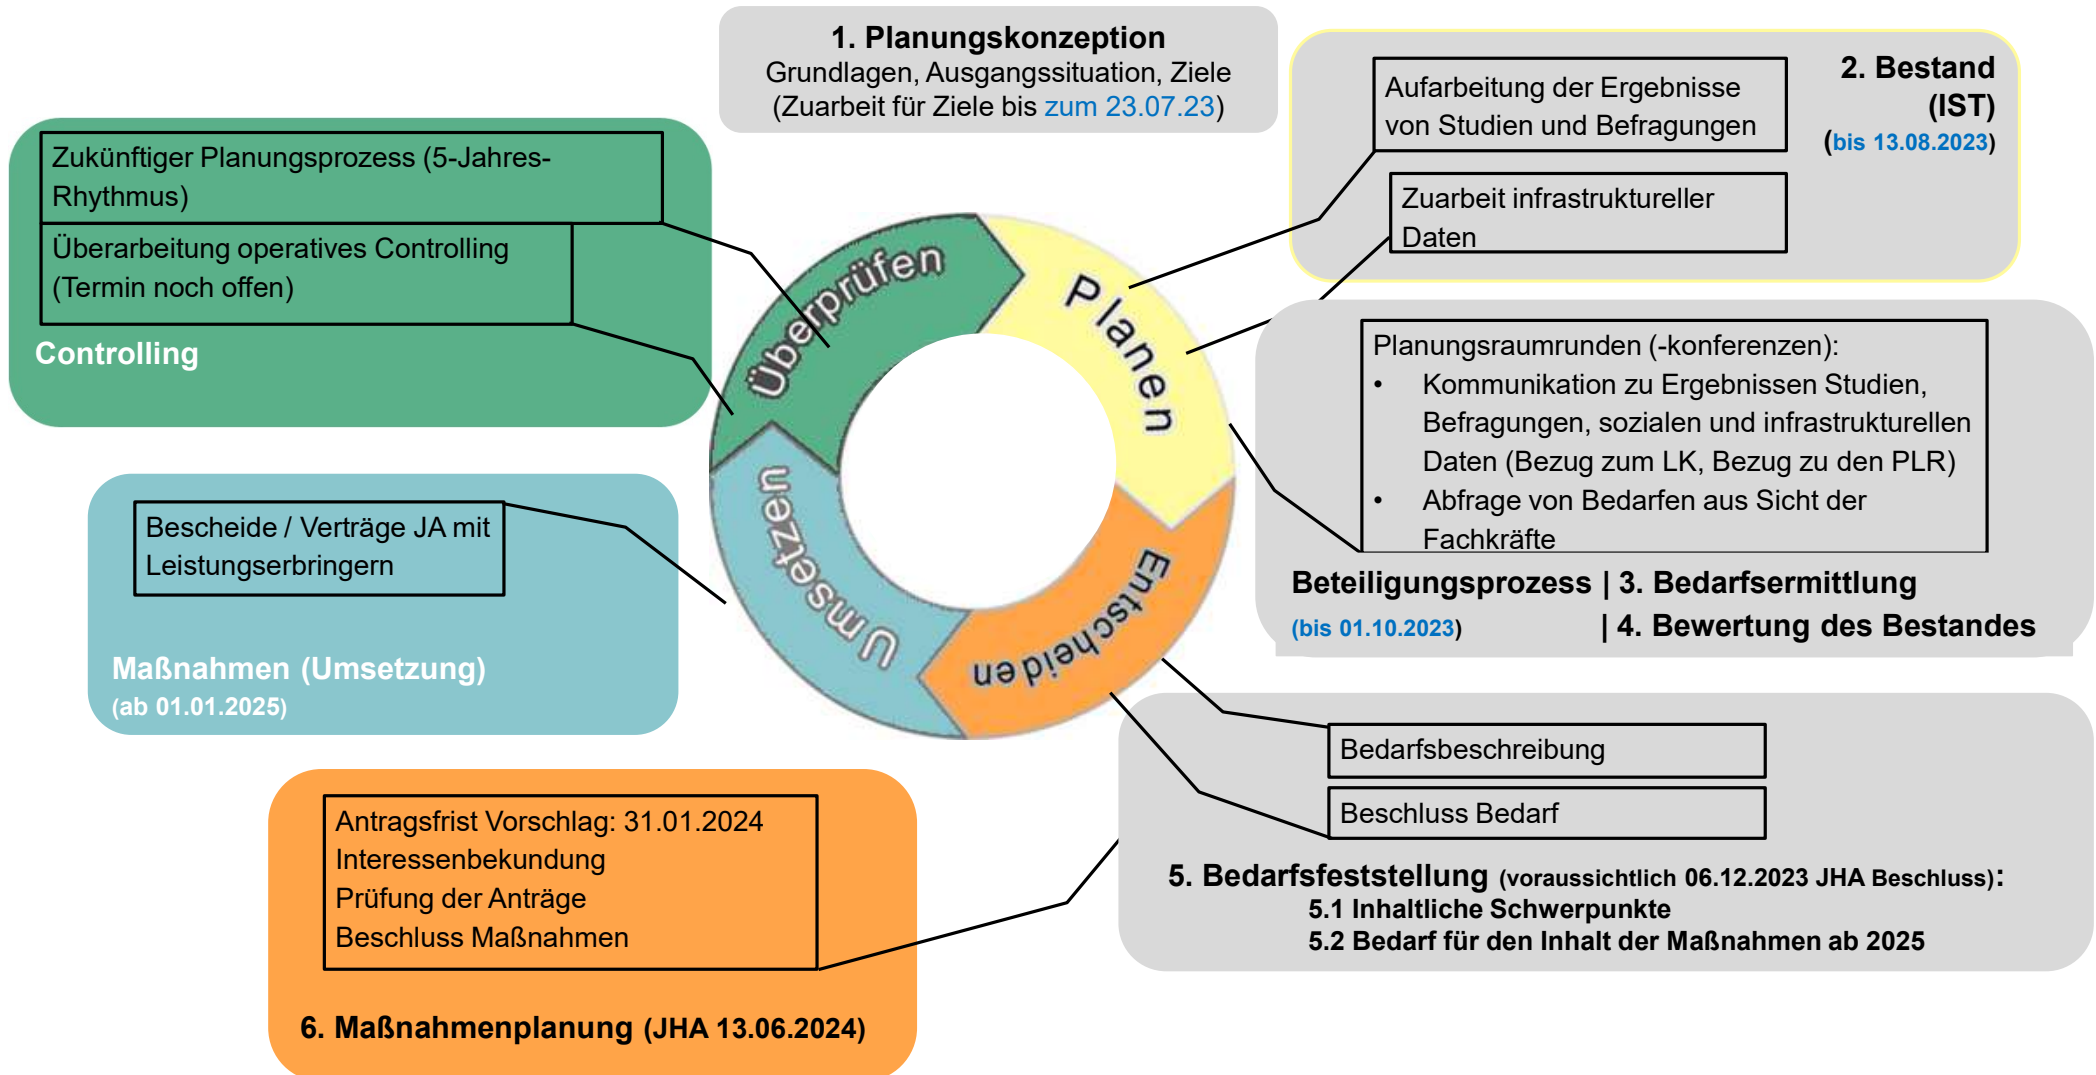 1. Planungskonzeption
Grundlagen, Ausgangssituation, Ziele
(Zuarbeit für Ziele bis zum 23.07.23)
2. Bestand
(IST)
(bis 13.08.2023)
Aufarbeitung der Ergebnisse
von Studien und Befragungen
Zuarbeit infrastruktureller
Daten
Planungsraumrunden (-konferenzen):
• Kommunikation zu Ergebnissen Studien,
Befragungen, sozialen und infrastrukturellen
Daten (Bezug zum LK, Bezug zu den PLR)
• Abfrage von Bedarfen aus Sicht der
Fachkräfte
Beteiligungsprozess | 3. Bedarfsermittlung
(bis 01.10.2023) | 4. Bewertung des Bestandes
Bedarfsbeschreibung
Beschluss Bedarf
5. Bedarfsfeststellung (voraussichtlich 06.12.2023 JHA Beschluss):
5.1 Inhaltliche Schwerpunkte
5.2 Bedarf für den Inhalt der Maßnahmen ab 2025
Antragsfrist Vorschlag: 31.01.2024
Interessenbekundung
Prüfung der Anträge
Beschluss Maßnahmen
6. Maßnahmenplanung (JHA 13.06.2024)
Bescheide / Verträge JA mit
Leistungserbringern
Maßnahmen (Umsetzung)
(ab 01.01.2025)
Zukünftiger Planungsprozess (5-Jahres-
Rhythmus)
Überarbeitung operatives Controlling
(Termin noch offen)
Controlling
Planen
Entscheiden
Umsetzen
Überprüfen